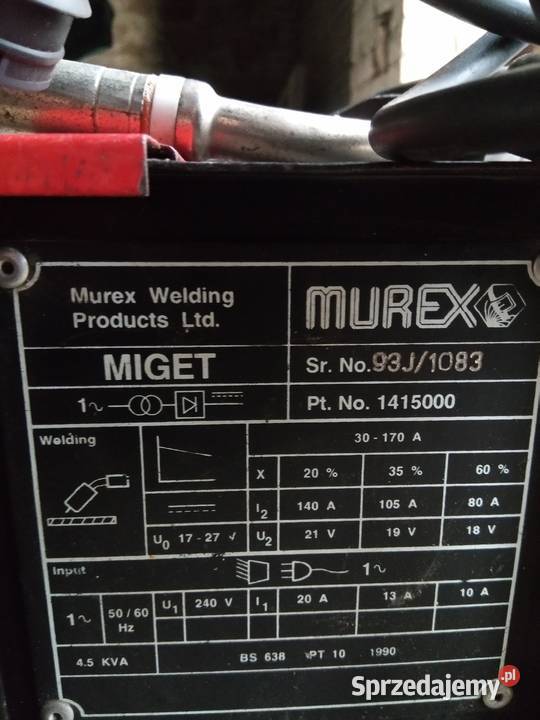 Murex Welding
Products Ltd.
MUREX
MIGET
Sr. No. 93J/1083
1~
Pt. No. 1415000
Welding
30 - 170 A
X 20 % 35 % 60 %
I2 140 A 105 A 80 A
U0 17 - 27 V U2 21 V 19 V 18 V
Input 1~
1~ 50 / 60 Hz U1 240 V I1 20 A 13 A 10 A
4.5 KVA BS 638 PT 10 1990
Sprzedajemy.pl